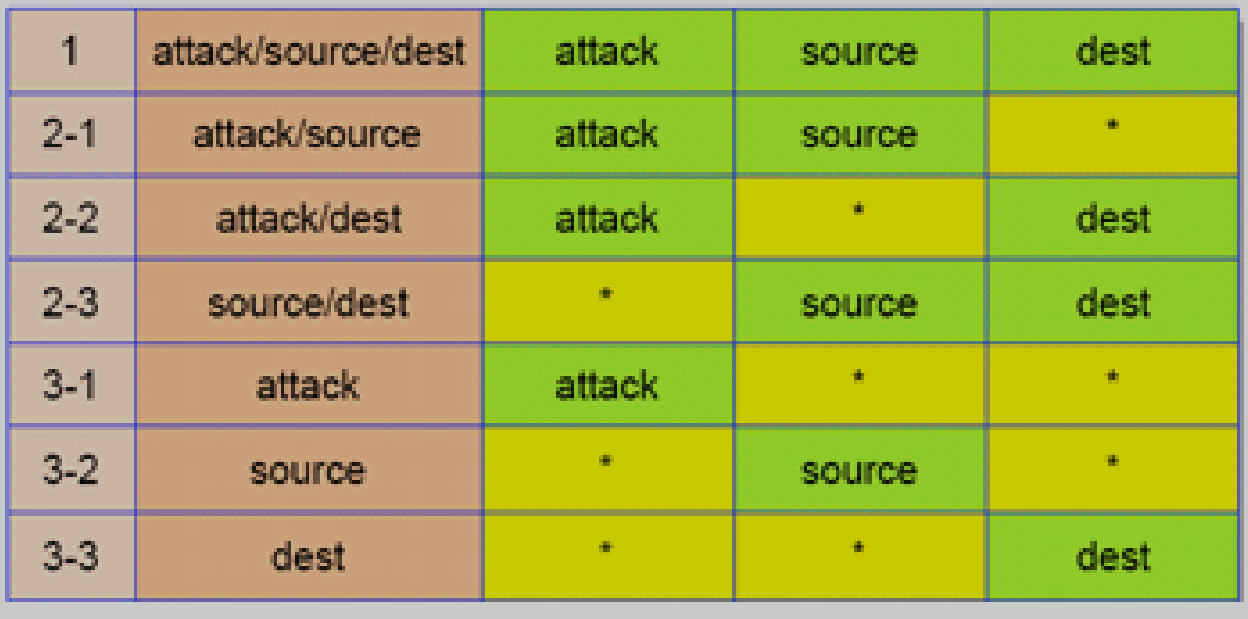 1 attack/source/dest attack source dest
2-1 attack/source attack source *
2-2 attack/dest attack * dest
2-3 source/dest * source dest
3-1 attack attack * *
3-2 source * source *
3-3 dest * * dest